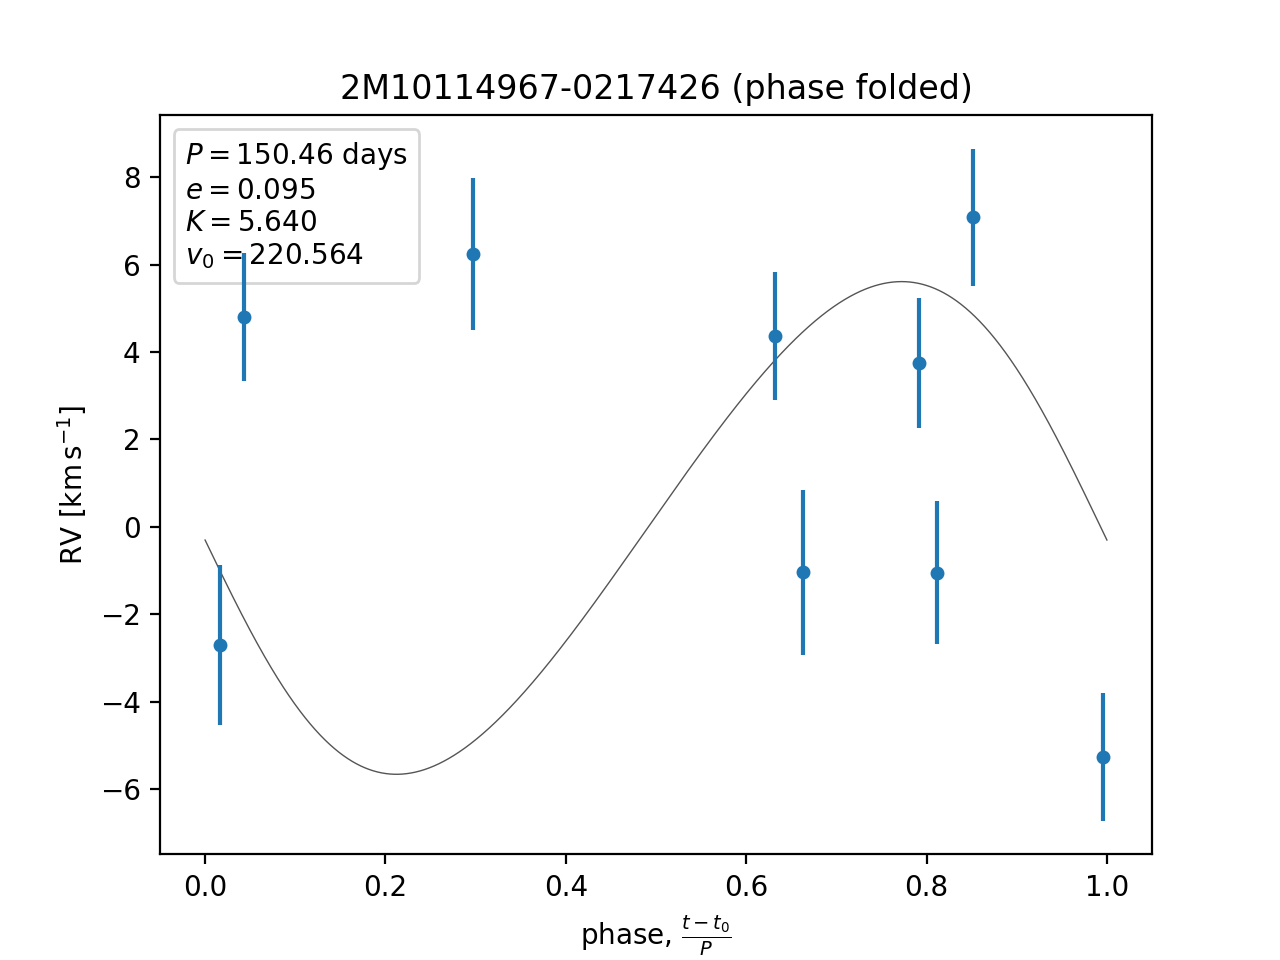 2M10114967-0217426 (phase folded)
P = 150.46 days
e = 0.095
K = 5.640
v₀ = 220.564
8
6
4
2
0
−2
−4
−6
RV [km s⁻¹]
0.0 0.2 0.4 0.6 0.8 1.0
phase, (t − t₀)/P